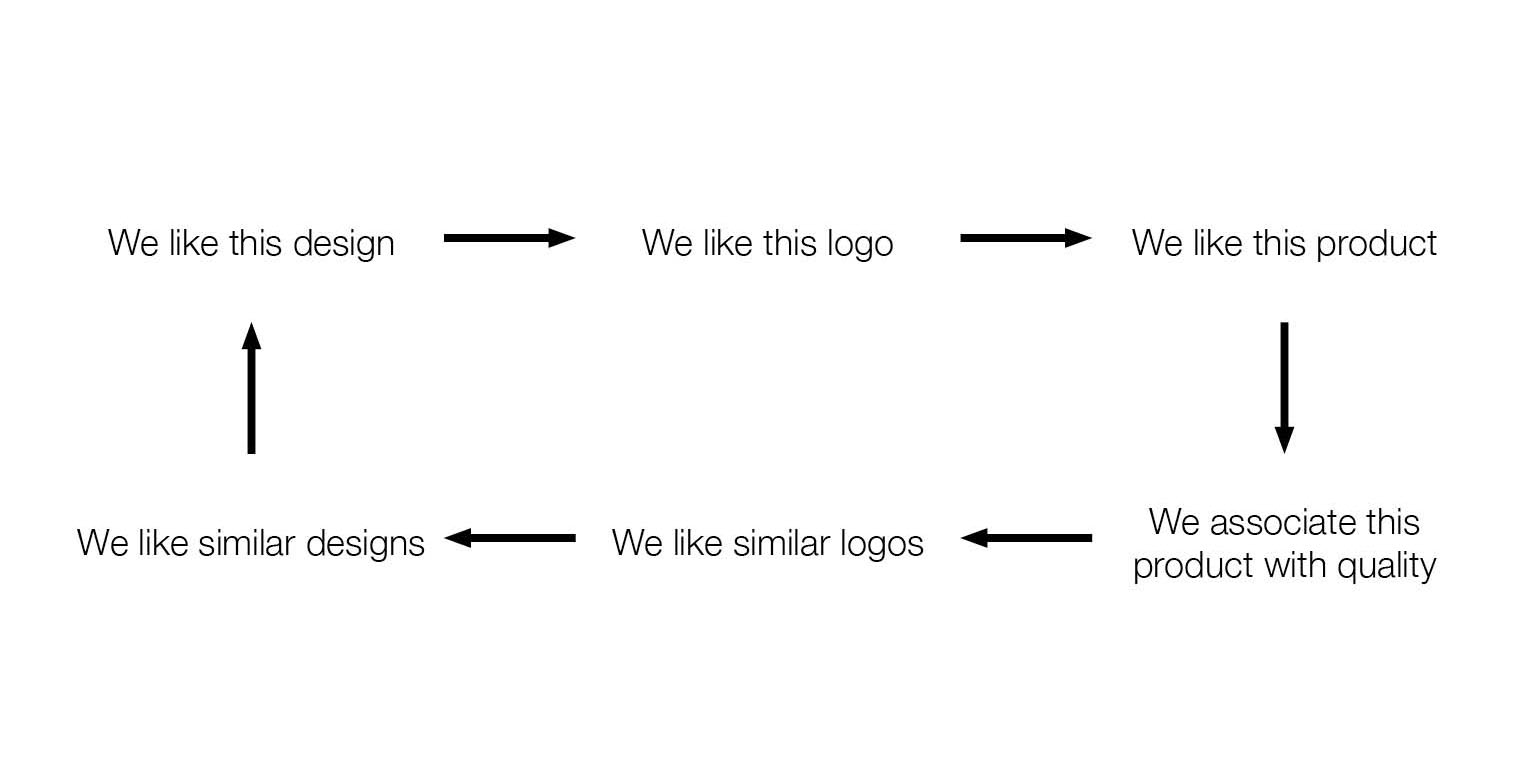 We like this design
We like this logo
We like this product
We associate this
product with quality
We like similar logos
We like similar designs